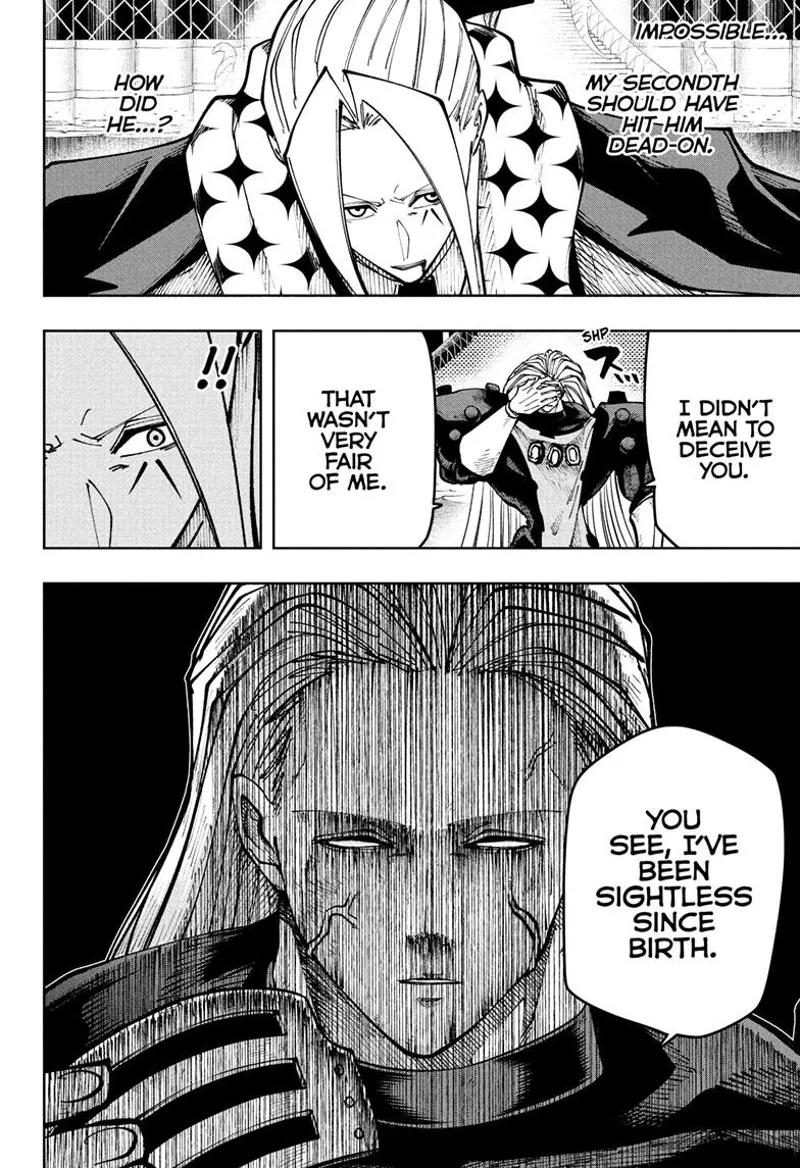 IMPOSSIBLE...
MY SECONDTH
SHOULD HAVE
HIT HIM
DEAD-ON.
HOW
DID
HE...?
I DIDN'T
MEAN TO
DECEIVE
YOU.
SHP
ス...
THAT
WASN'T
VERY
FAIR
OF ME.
!!
YOU
SEE, I'VE
BEEN
SIGHTLESS
SINCE
BIRTH.